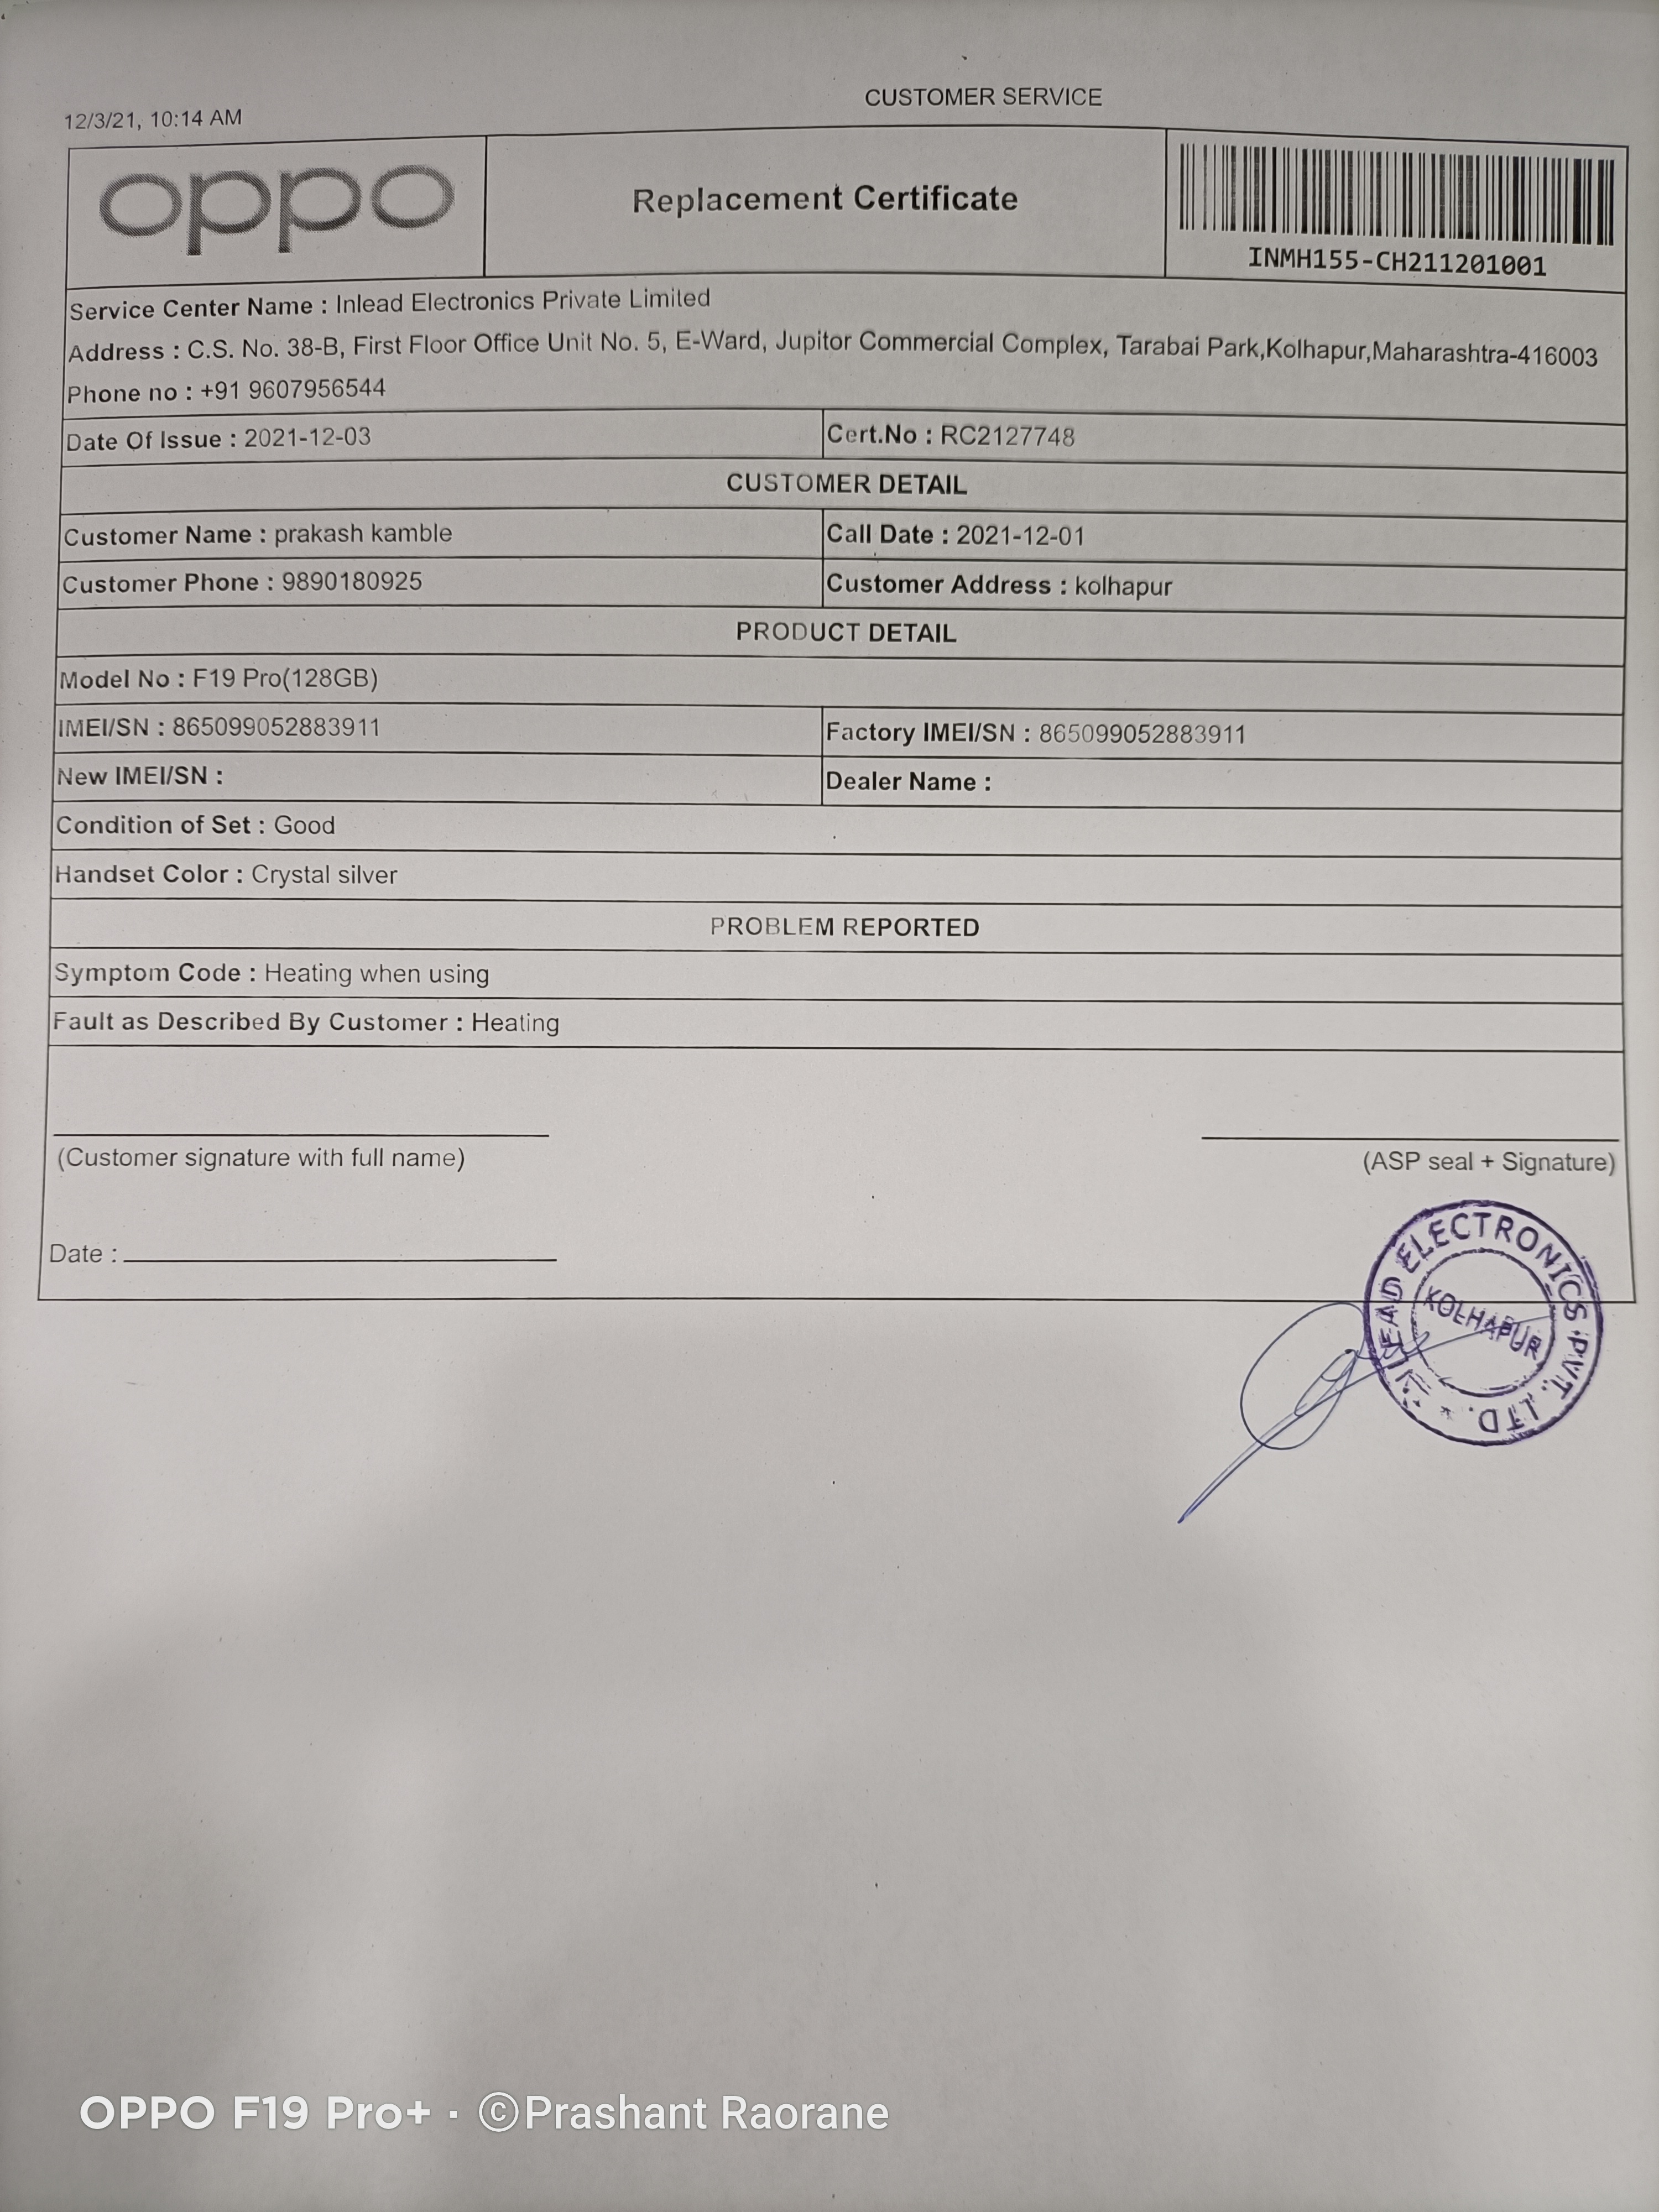 12/3/21, 10:14 AM
CUSTOMER SERVICE
oppo
Replacement Certificate
INMH155-CH211201001
Service Center Name : Inlead Electronics Private Limited
Address : C.S. No. 38-B, First Floor Office Unit No. 5, E-Ward, Jupitor Commercial Complex, Tarabai Park,Kolhapur,Maharashtra-416003
Phone no : +91 9607956544
Date Of Issue : 2021-12-03
Cert.No : RC2127748
CUSTOMER DETAIL
Customer Name : prakash kamble
Call Date : 2021-12-01
Customer Phone : 9890180925
Customer Address : kolhapur
PRODUCT DETAIL
Model No : F19 Pro(128GB)
IMEI/SN : 865099052883911
Factory IMEI/SN : 865099052883911
New IMEI/SN :
Dealer Name :
Condition of Set : Good
Handset Color : Crystal silver
PROBLEM REPORTED
Symptom Code : Heating when using
Fault as Described By Customer : Heating
(Customer signature with full name)
(ASP seal + Signature)
Date :
INLEAD ELECTRONICS PVT. LTD.
KOLHAPUR
OPPO F19 Pro+ · ©Prashant Raorane